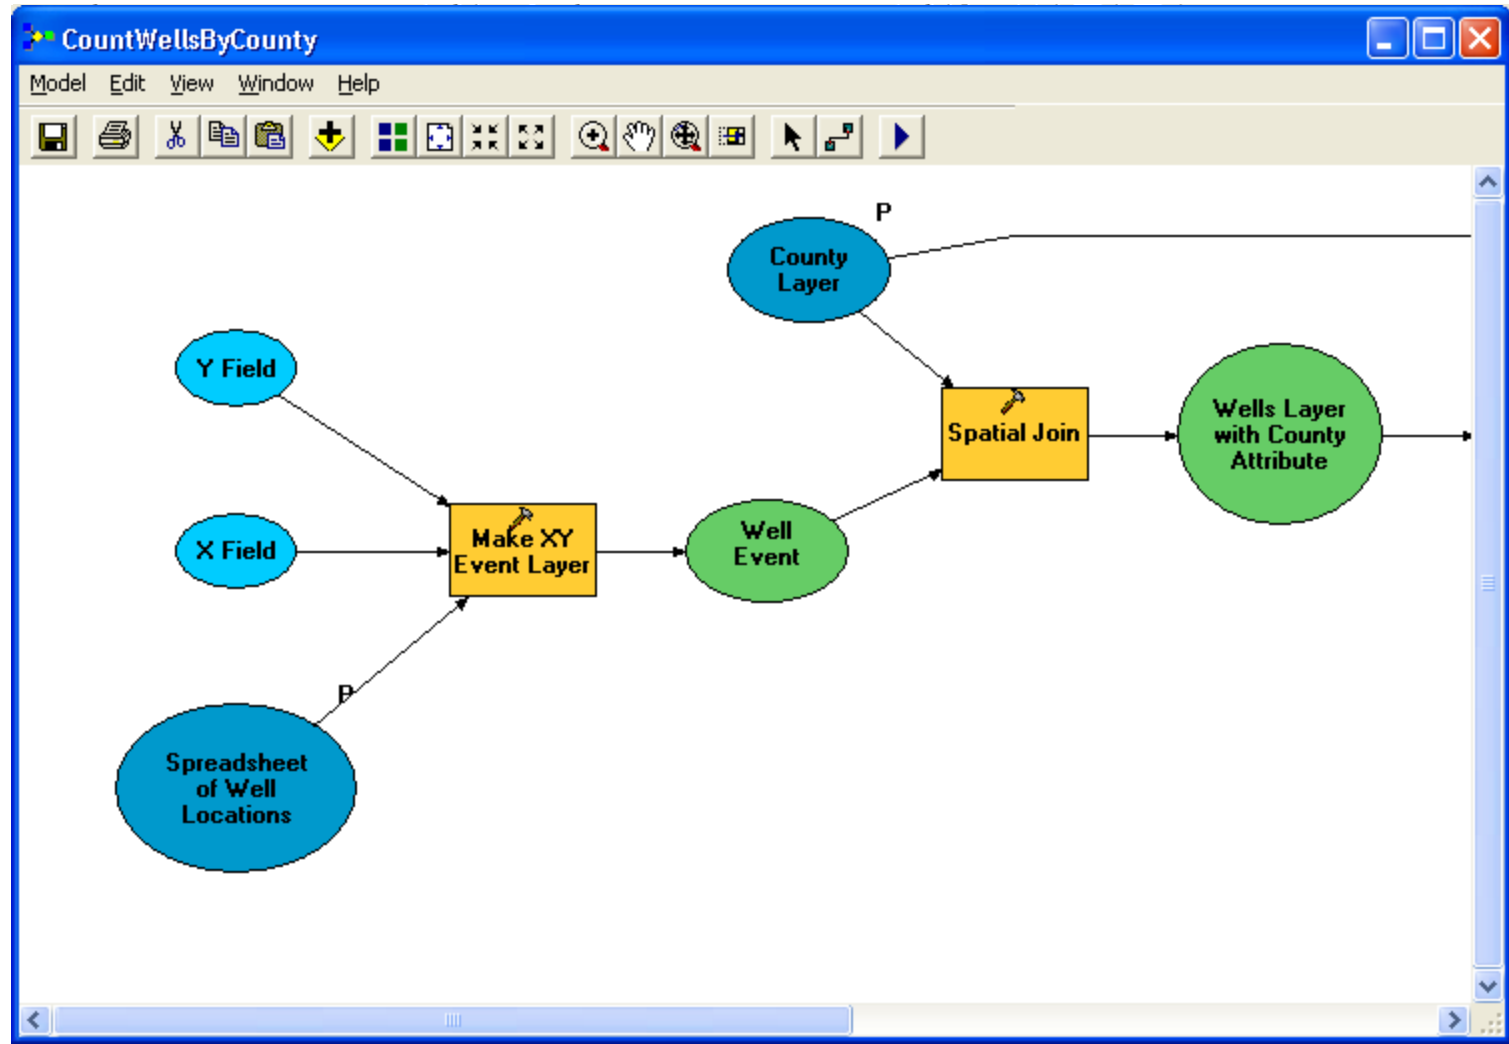 CountWellsByCounty
Model Edit View Window Help
P
County
Layer
Y Field
Wells Layer
with County
Attribute
Spatial Join
X Field
Make XY
Event Layer
Well
Event
P
Spreadsheet
of Well
Locations